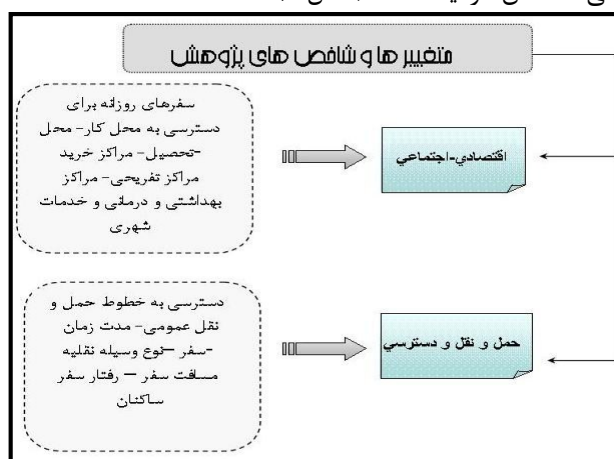 متغییر ها و شاخص های پژوهش
سفرهای روزانه برای
دسترسی به محل کار- محل
تحصیل- مراکز خرید-
مراکز تفریحی- مراکز
بهداشتی و درمانی و خدمات
شهری
اقتصادي-اجتماعي
دسترسی به خطوط حمل و
نقل عمومی- مدت زمان
سفر –نوع وسیله نقلیه-
مسافت سفر – رفتار سفر
ساکنان
حمل و نقل و دسترسي